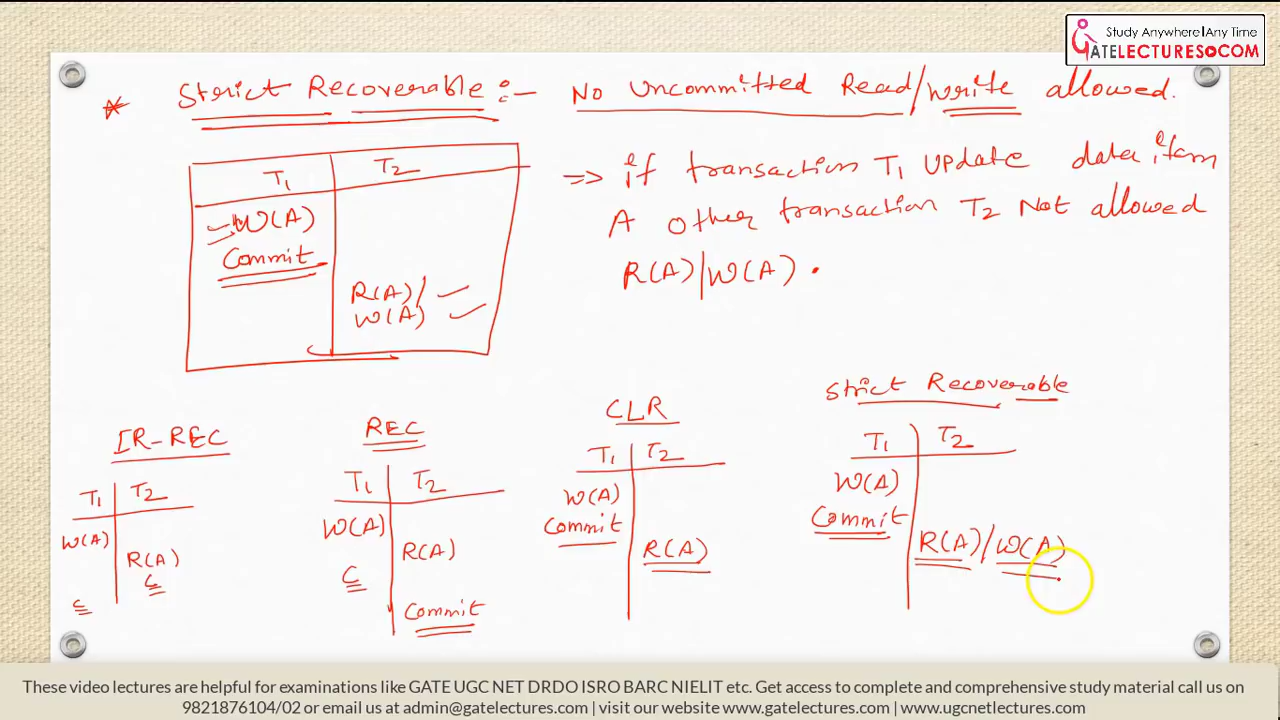 Study Anywhere|Any Time
GATELECTURES.COM
* Strict Recoverable :- No Uncommitted Read/write allowed.
T1 T2
W(A)
Commit
R(A)/
W(A)
=> if transaction T1 Update data item
A other transaction T2 Not allowed
R(A)/W(A).
IR-REC
T1 T2
W(A)
R(A)
C
C
REC
T1 T2
W(A)
R(A)
C
Commit
CLR
T1 T2
W(A)
Commit
R(A)
Strict Recoverable
T1 T2
W(A)
Commit
R(A)/W(A)
These video lectures are helpful for examinations like GATE UGC NET DRDO ISRO BARC NIELIT etc. Get access to complete and comprehensive study material call us on
9821876104/02 or email us at admin@gatelectures.com | visit our website www.gatelectures.com | www.ugcnetlectures.com